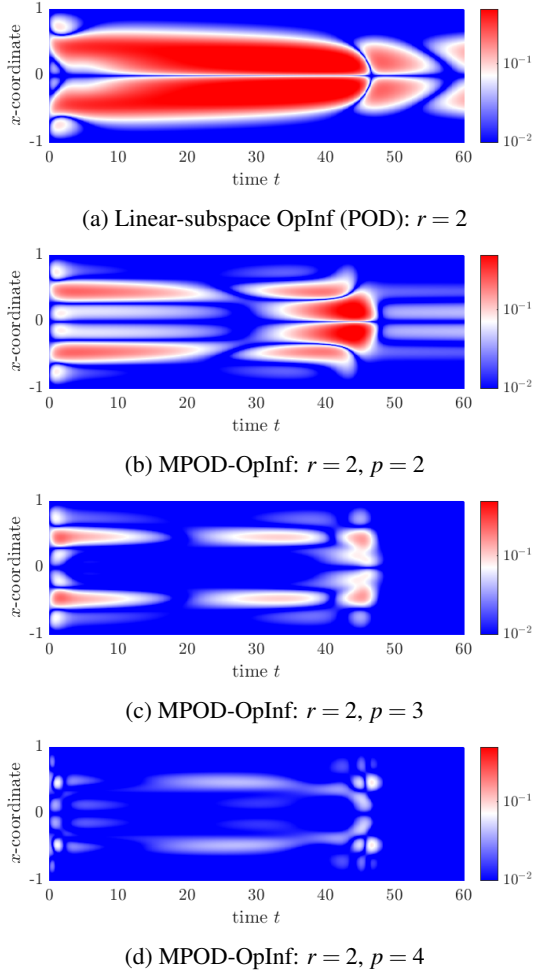 1
x-coordinate
0
-1
0 10 20 30 40 50 60
time t
10⁻¹
10⁻²
(a) Linear-subspace OpInf (POD): r = 2
1
x-coordinate
0
-1
0 10 20 30 40 50 60
time t
10⁻¹
10⁻²
(b) MPOD-OpInf: r = 2, p = 2
1
x-coordinate
0
-1
0 10 20 30 40 50 60
time t
10⁻¹
10⁻²
(c) MPOD-OpInf: r = 2, p = 3
1
x-coordinate
0
-1
0 10 20 30 40 50 60
time t
10⁻¹
10⁻²
(d) MPOD-OpInf: r = 2, p = 4